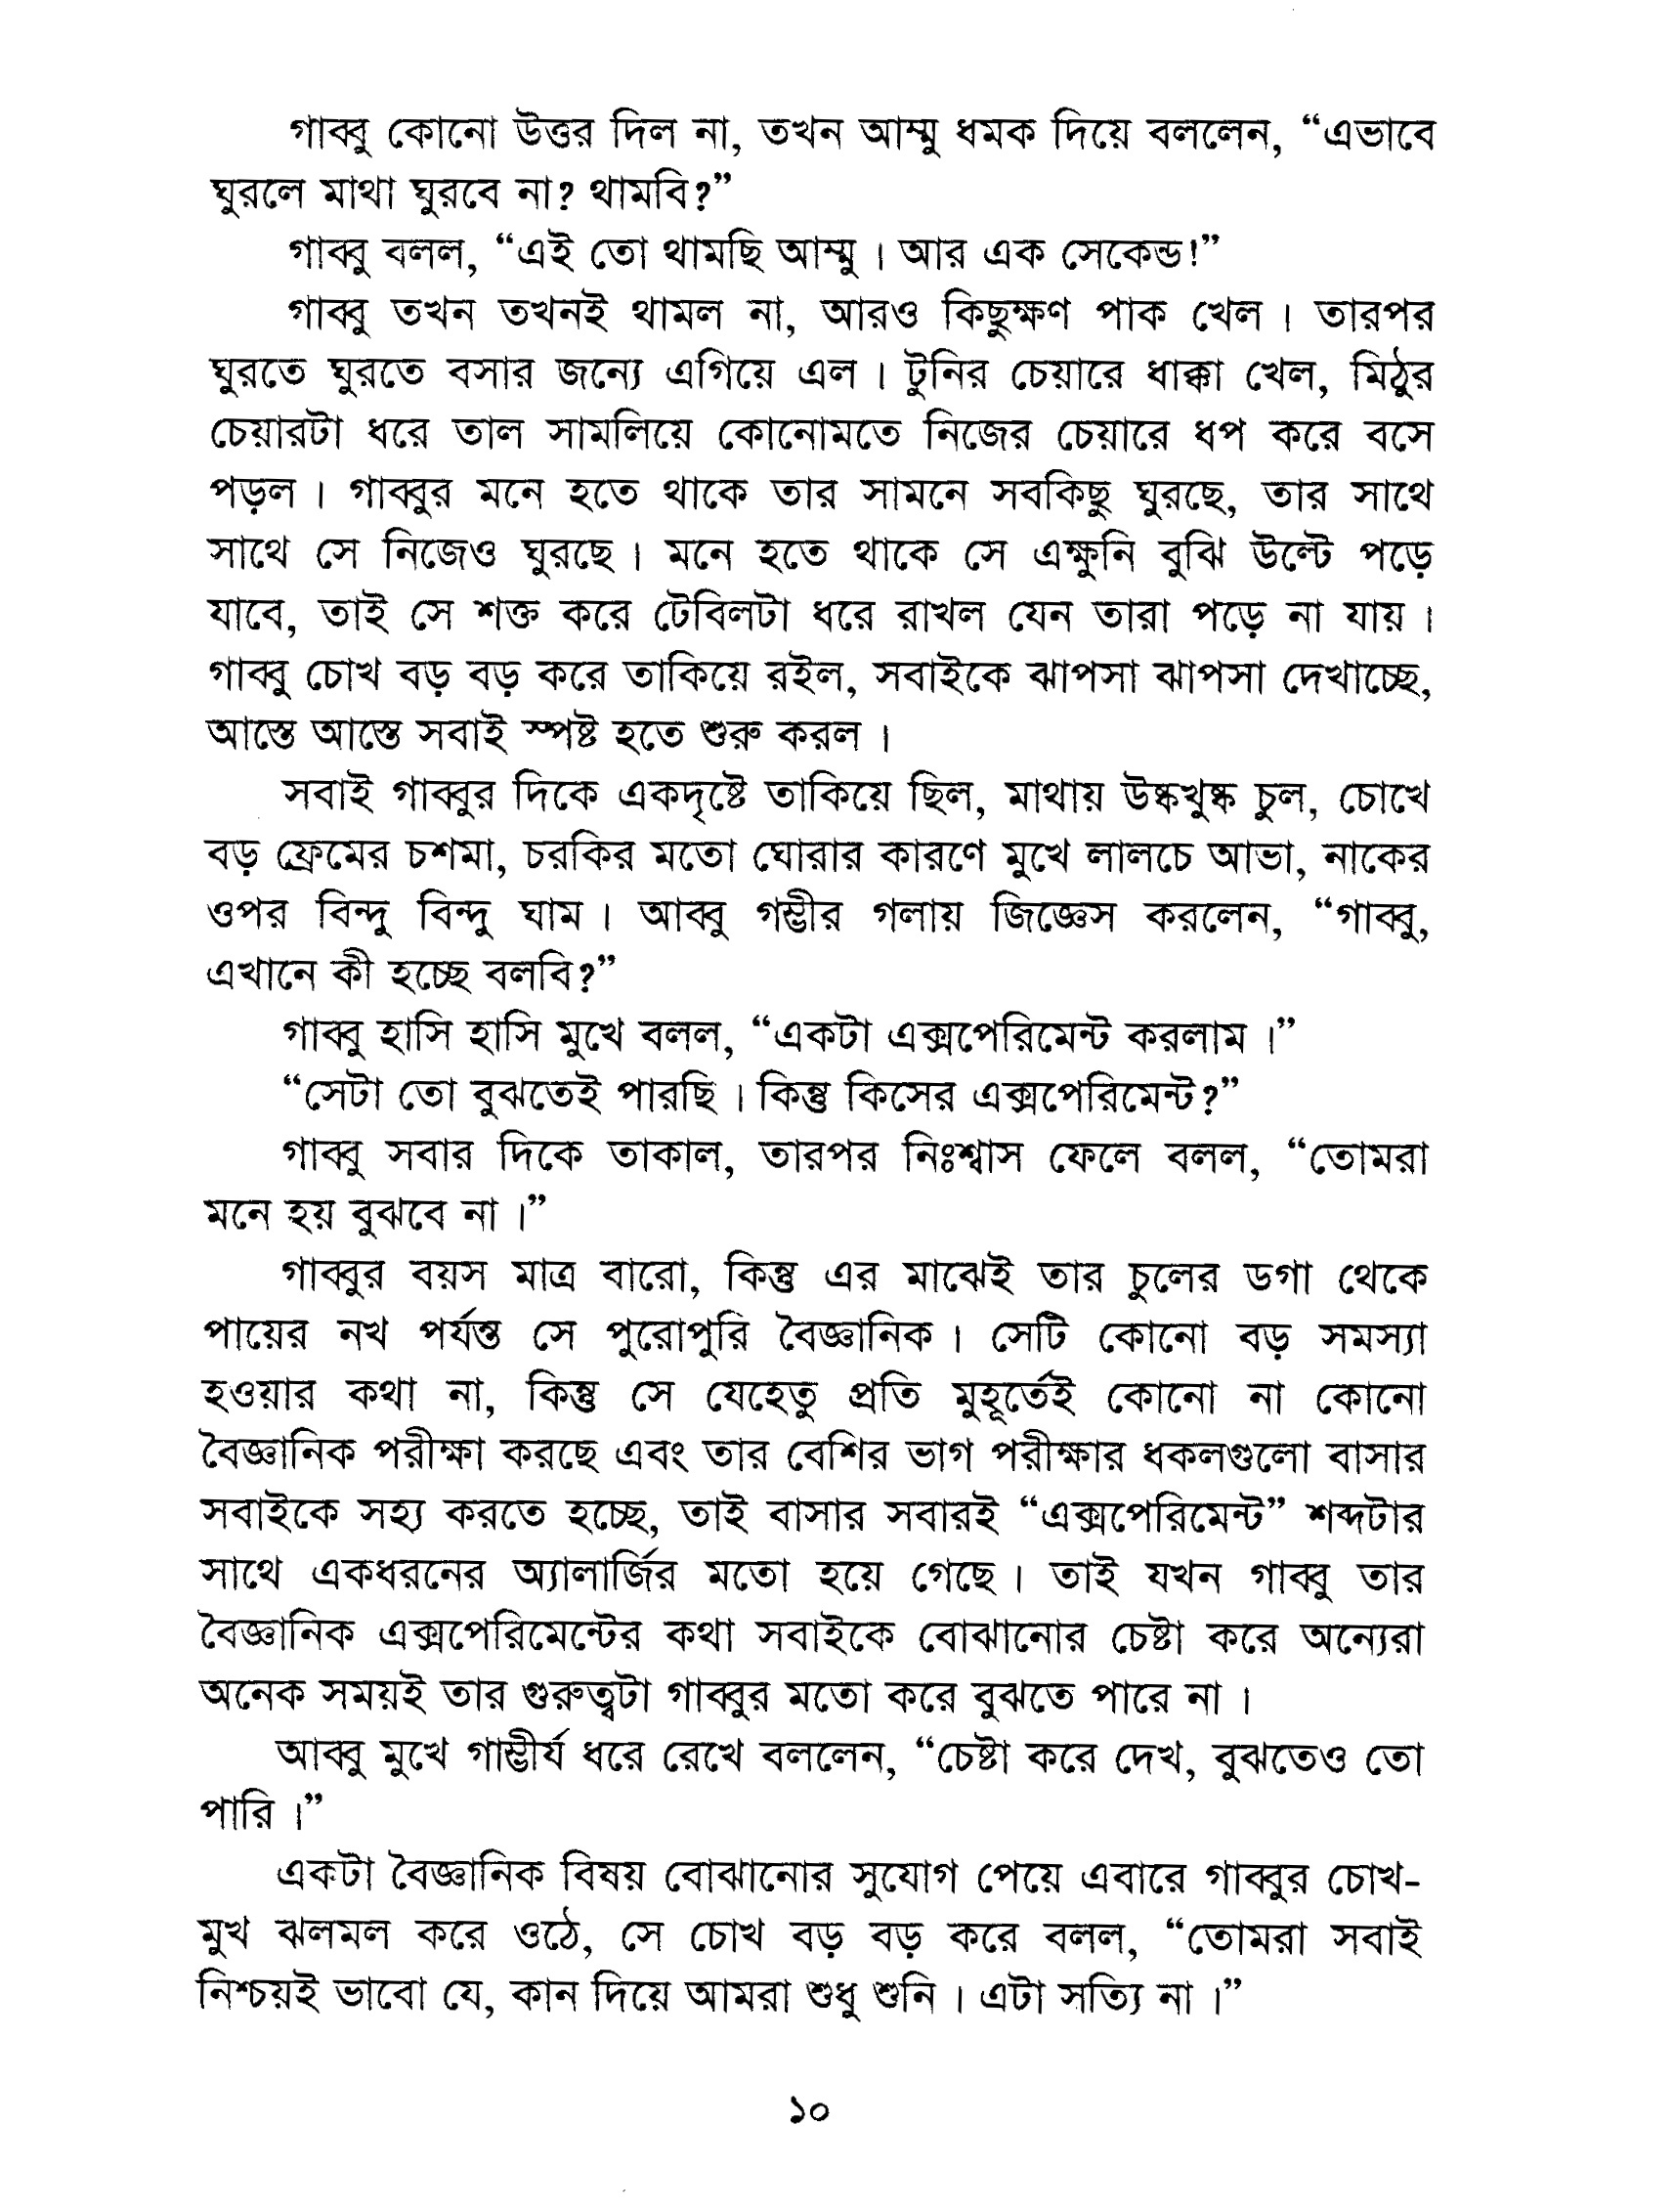 গাব্বু কোনো উত্তর দিল না, তখন আম্মু ধমক দিয়ে বললেন, “এভাবে
ঘুরলে মাথা ঘুরবে না? থামবি?”
গাব্বু বলল, “এই তো থামছি আম্মু। আর এক সেকেন্ড!”
গাব্বু তখন তখনই থামল না, আরও কিছুক্ষণ পাক খেল। তারপর
ঘুরতে ঘুরতে বসার জন্যে এগিয়ে এল। টুনির চেয়ারে ধাক্কা খেল, মিঠুর
চেয়ারটা ধরে তাল সামলিয়ে কোনোমতে নিজের চেয়ারে ধপ করে বসে
পড়ল। গাব্বুর মনে হতে থাকে তার সামনে সবকিছু ঘুরছে, তার সাথে
সাথে সে নিজেও ঘুরছে। মনে হতে থাকে সে এক্ষুনি বুঝি উল্টে পড়ে
যাবে, তাই সে শক্ত করে টেবিলটা ধরে রাখল যেন তারা পড়ে না যায়।
গাব্বু চোখ বড় বড় করে তাকিয়ে রইল, সবাইকে ঝাপসা ঝাপসা দেখাচ্ছে,
আস্তে আস্তে সবাই স্পষ্ট হতে শুরু করল।
সবাই গাব্বুর দিকে একদৃষ্টে তাকিয়ে ছিল, মাথায় উষ্কখুষ্ক চুল, চোখে
বড় ফ্রেমের চশমা, চরকির মতো ঘোরার কারণে মুখে লালচে আভা, নাকের
ওপর বিন্দু বিন্দু ঘাম। আব্বু গম্ভীর গলায় জিজ্ঞেস করলেন, “গাব্বু,
এখানে কী হচ্ছে বলবি?”
গাব্বু হাসি হাসি মুখে বলল, “একটা এক্সপেরিমেন্ট করলাম।”
“সেটা তো বুঝতেই পারছি। কিন্তু কিসের এক্সপেরিমেন্ট?”
গাব্বু সবার দিকে তাকাল, তারপর নিঃশ্বাস ফেলে বলল, “তোমরা
মনে হয় বুঝবে না।”
গাব্বুর বয়স মাত্র বারো, কিন্তু এর মাঝেই তার চুলের ডগা থেকে
পায়ের নখ পর্যন্ত সে পুরোপুরি বৈজ্ঞানিক। সেটি কোনো বড় সমস্যা
হওয়ার কথা না, কিন্তু সে যেহেতু প্রতি মুহূর্তেই কোনো না কোনো
বৈজ্ঞানিক পরীক্ষা করছে এবং তার বেশির ভাগ পরীক্ষার ধকলগুলো বাসার
সবাইকে সহ্য করতে হচ্ছে, তাই বাসার সবারই “এক্সপেরিমেন্ট” শব্দটার
সাথে একধরনের অ্যালার্জির মতো হয়ে গেছে। তাই যখন গাব্বু তার
বৈজ্ঞানিক এক্সপেরিমেন্টের কথা সবাইকে বোঝানোর চেষ্টা করে অন্যেরা
অনেক সময়ই তার গুরুত্বটা গাব্বুর মতো করে বুঝতে পারে না।
আব্বু মুখে গাম্ভীর্য ধরে রেখে বললেন, “চেষ্টা করে দেখ, বুঝতেও তো
পারি।”
একটা বৈজ্ঞানিক বিষয় বোঝানোর সুযোগ পেয়ে এবারে গাব্বুর চোখ-
মুখ ঝলমল করে ওঠে, সে চোখ বড় বড় করে বলল, “তোমরা সবাই
নিশ্চয়ই ভাবো যে, কান দিয়ে আমরা শুধু শুনি। এটা সত্যি না।”
১০